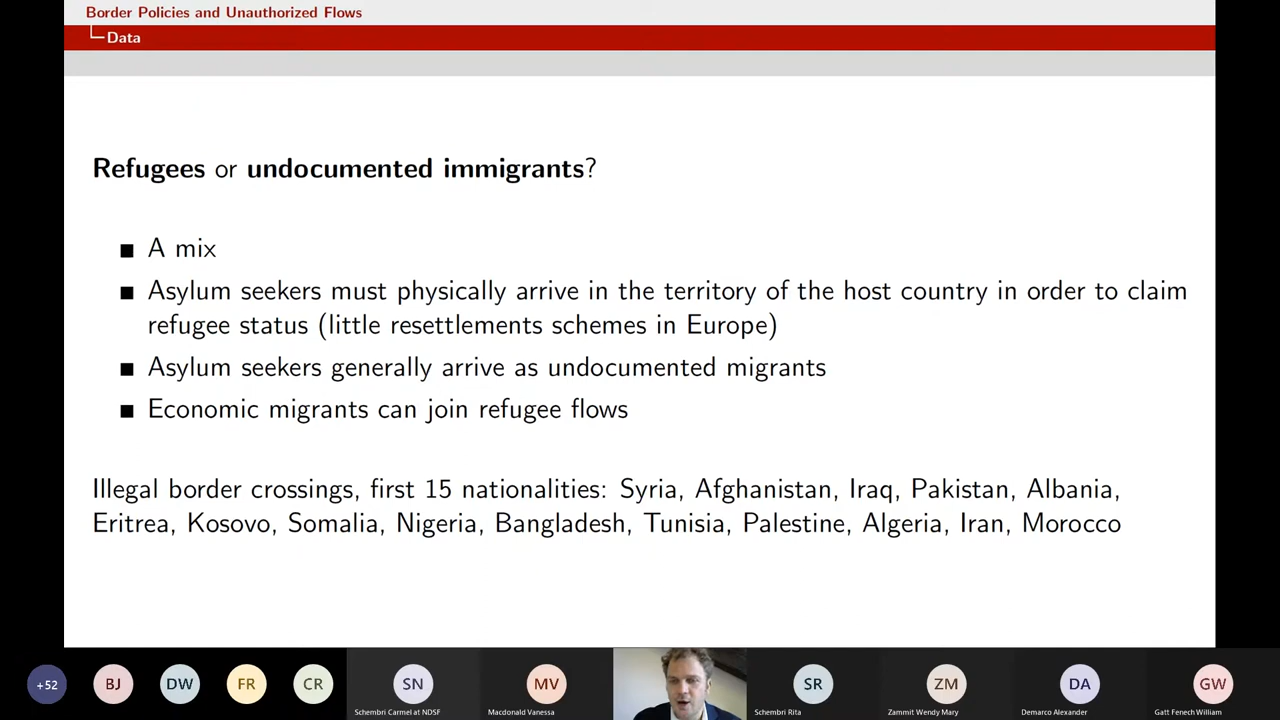 Border Policies and Unauthorized Flows
Data
Refugees or undocumented immigrants?
A mix
Asylum seekers must physically arrive in the territory of the host country in order to claim
refugee status (little resettlements schemes in Europe)
Asylum seekers generally arrive as undocumented migrants
Economic migrants can join refugee flows
Illegal border crossings, first 15 nationalities: Syria, Afghanistan, Iraq, Pakistan, Albania,
Eritrea, Kosovo, Somalia, Nigeria, Bangladesh, Tunisia, Palestine, Algeria, Iran, Morocco
+52 BJ DW FR CR SN MV SR ZM DA GW
Schembri Carmel at NDSF Macdonald Vanessa Schembri Rita Zammit Wendy Mary Demarco Alexander Gatt Fenech William